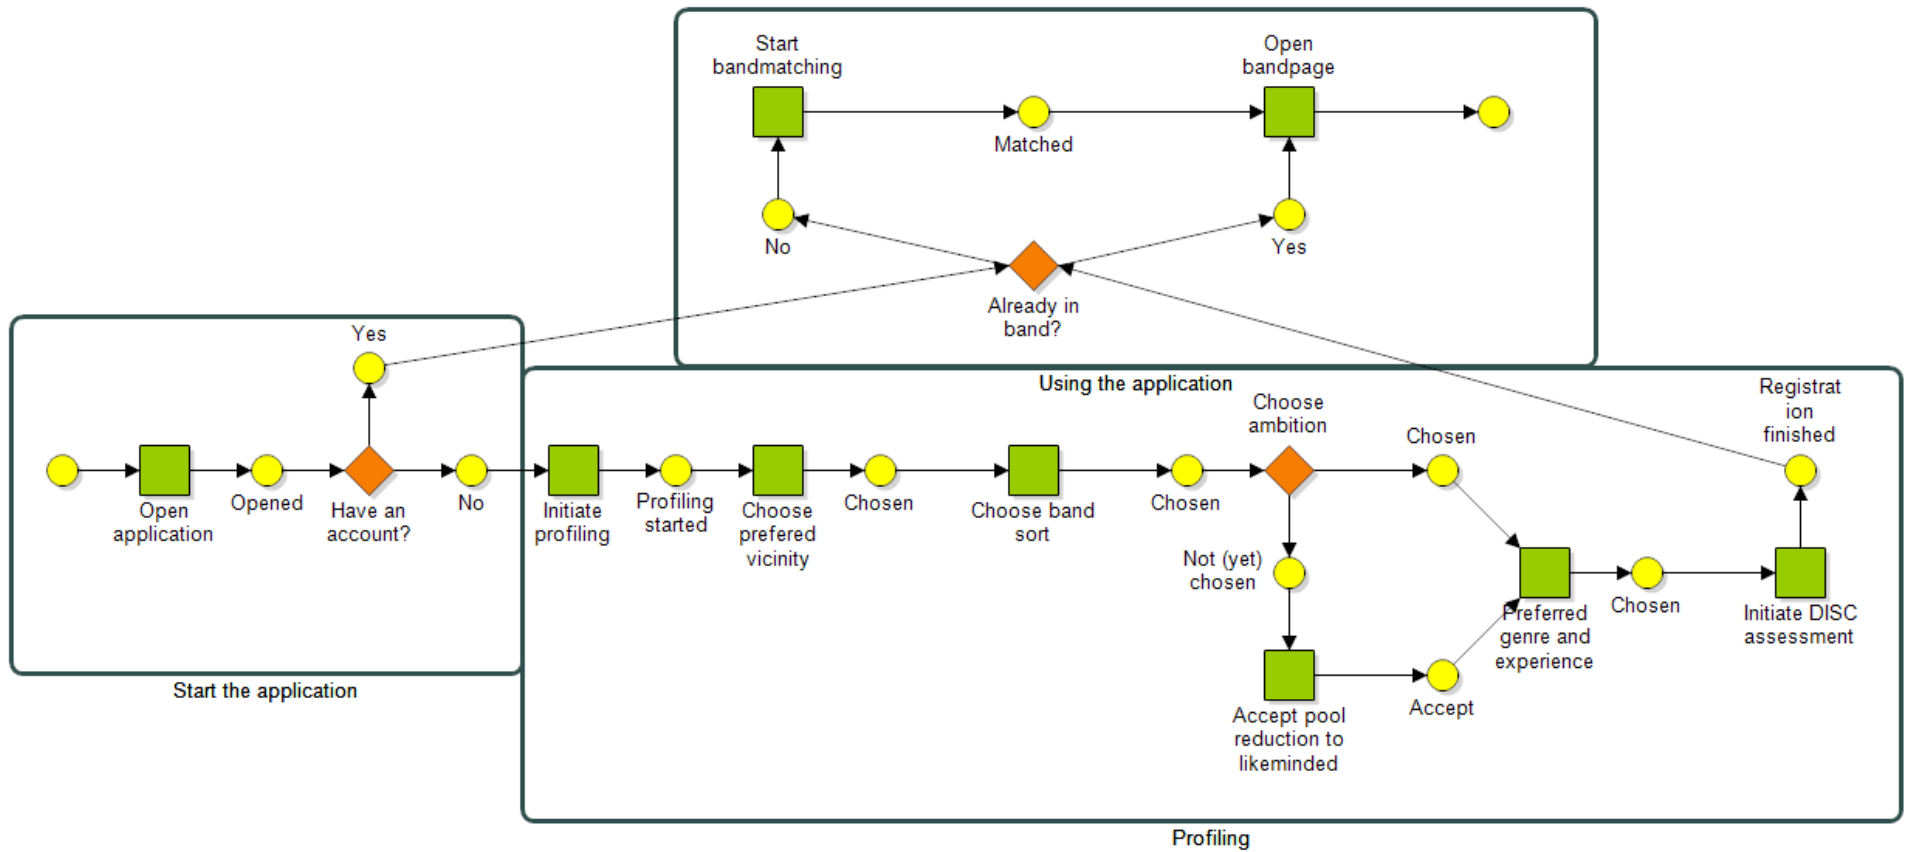 Start
bandmatching
Open
bandpage
Matched
No
Yes
Already in
band?
Using the application
Yes
Open
application
Opened
Have an
account?
No
Start the application
Initiate
profiling
Profiling
started
Choose
prefered
vicinity
Chosen
Choose band
sort
Chosen
Choose
ambition
Chosen
Not (yet)
chosen
Accept pool
reduction to
likeminded
Accept
Preferred
genre and
experience
Chosen
Initiate DISC
assessment
Registrat
ion
finished
Profiling